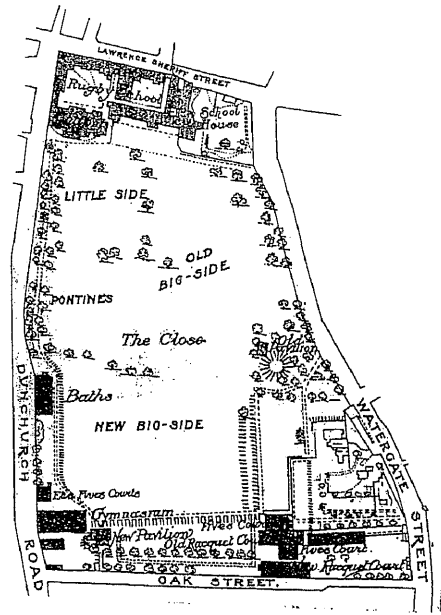 LAWRENCE SHERIFF STREET
Rugby School
School
House
LITTLE SIDE
OLD
BIG-SIDE
PONTINES
The Close
Baths
NEW BIG-SIDE
DUNCHURCH
ROAD
WATERGATE
STREET
Fives Courts
Gymnasium
New Pavilion
Old Racquet
Fives Court
Racquet Court
OAK STREET.